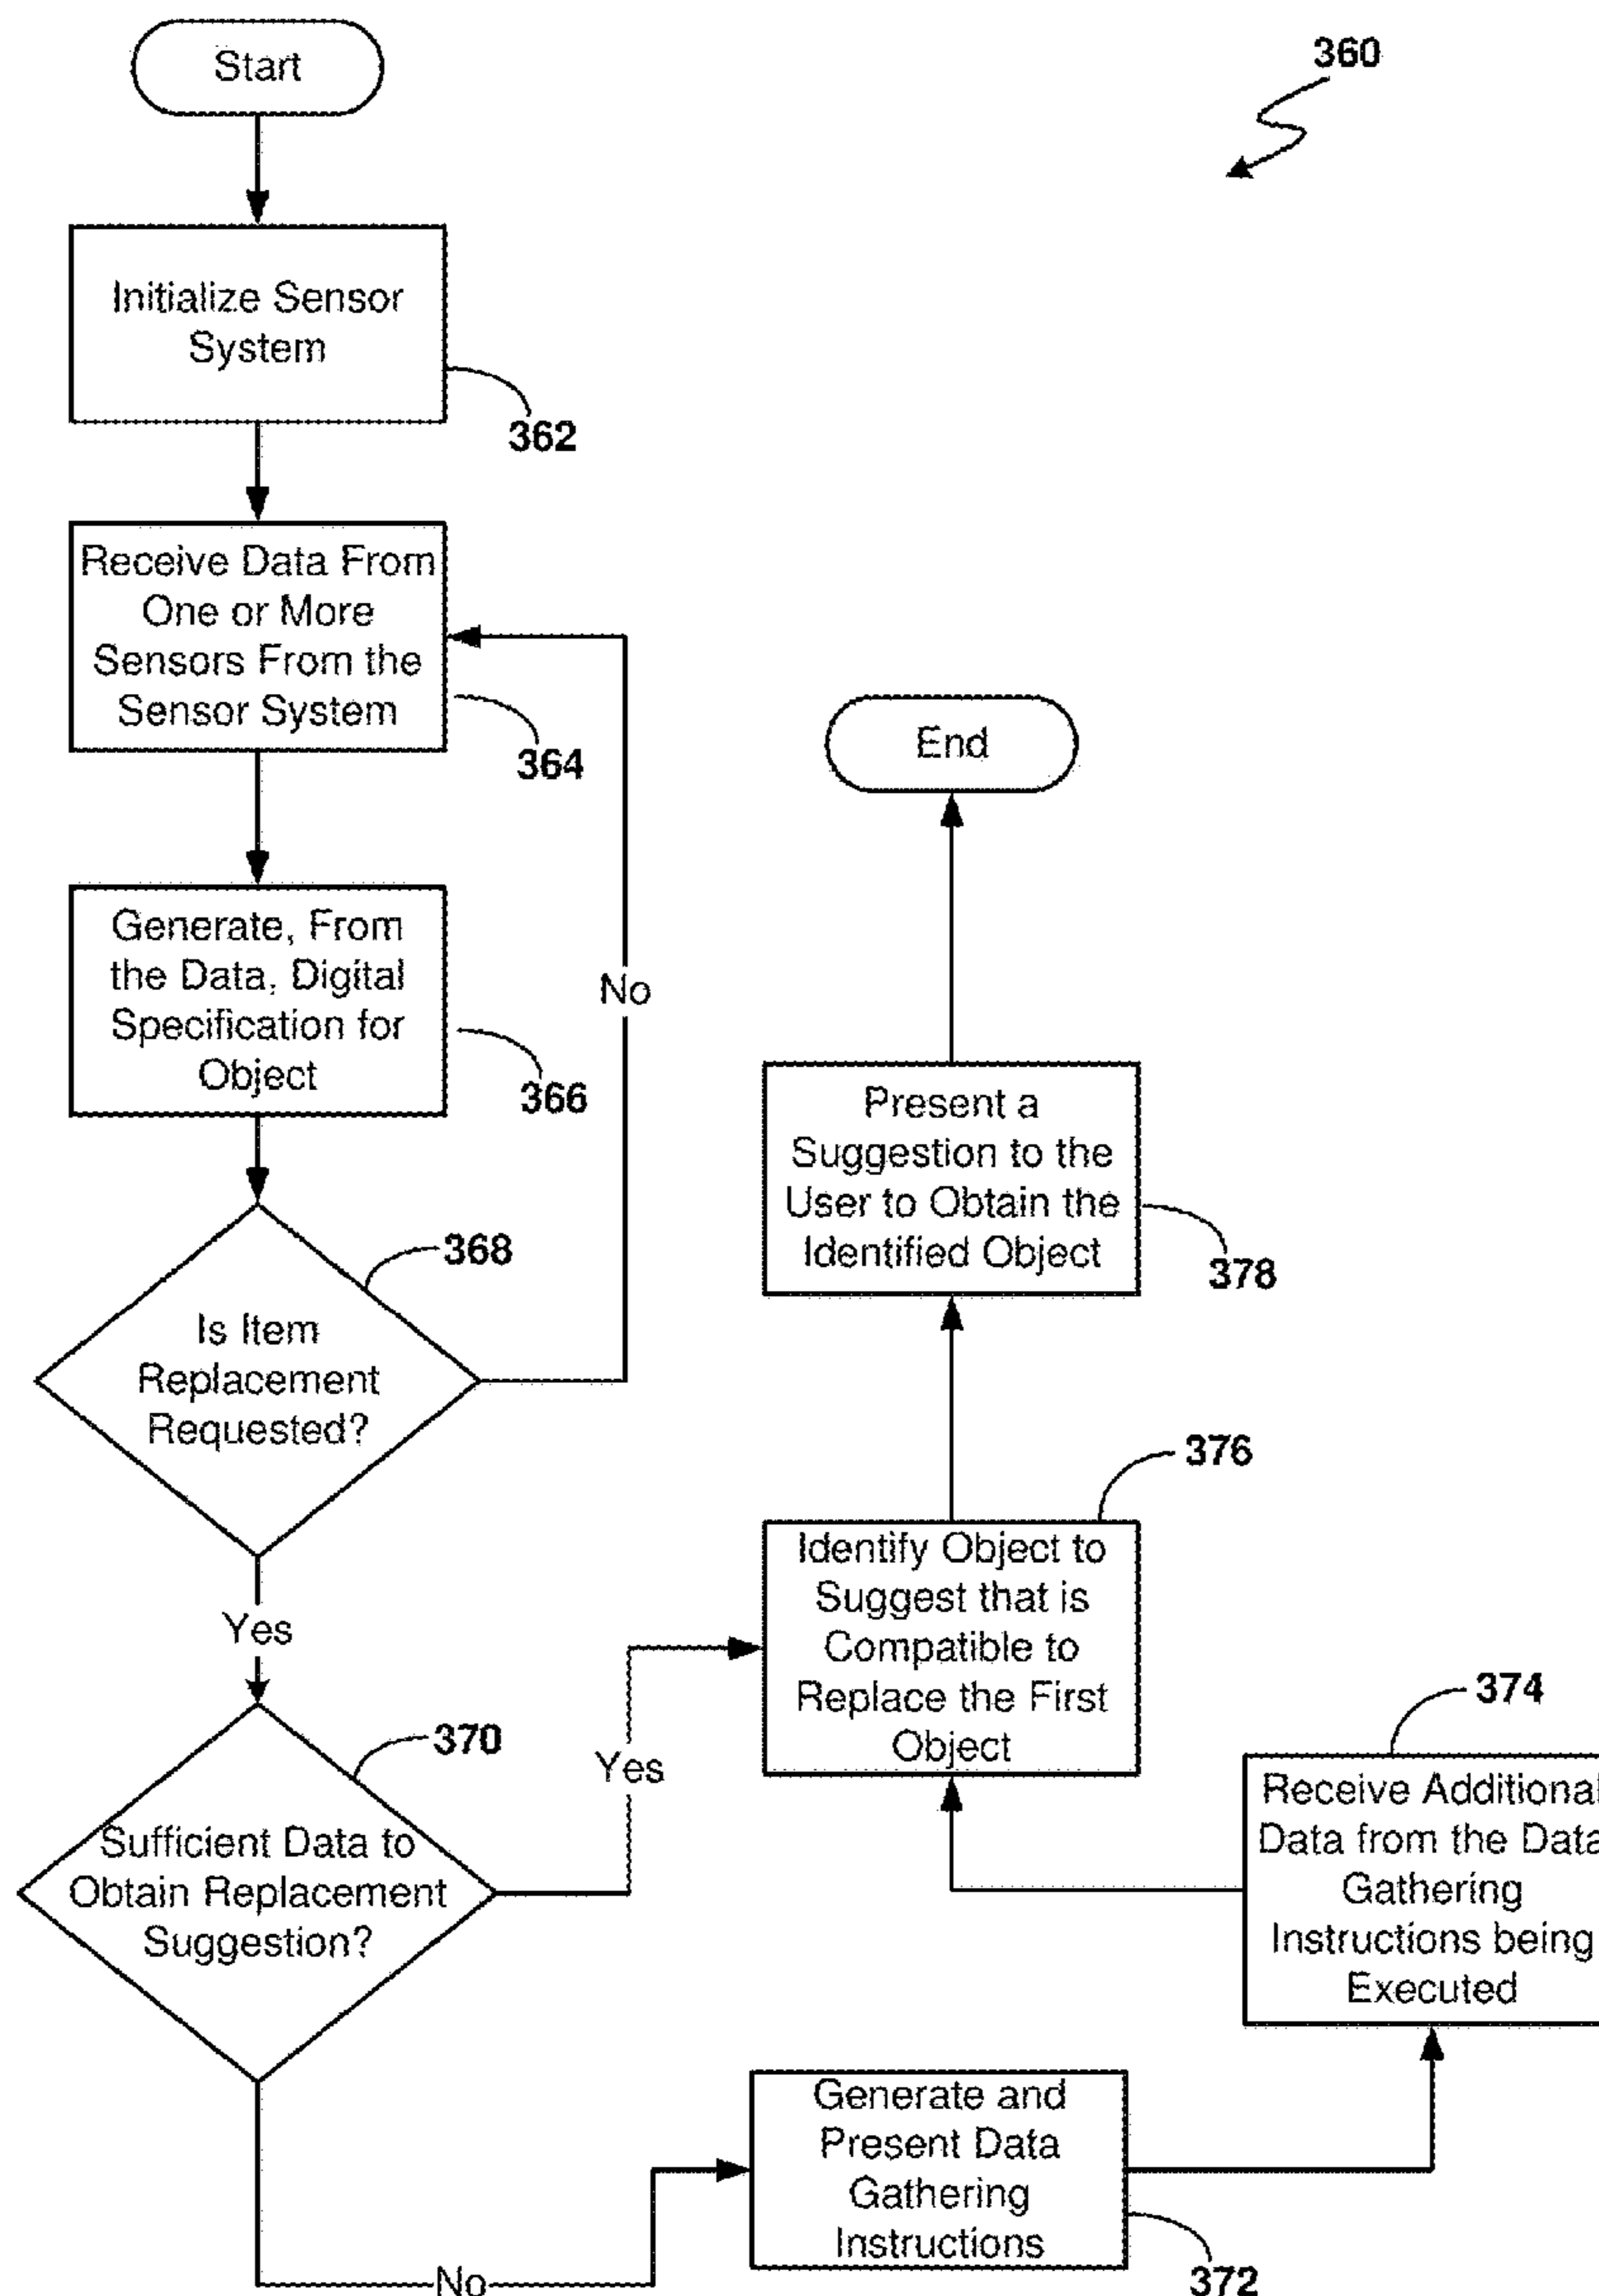 Start
360
Initialize Sensor
System
362
Receive Data From
One or More
Sensors From the
Sensor System
364
End
Generate, From
the Data, Digital
Specification for
Object
366
No
Present a
Suggestion to the
User to Obtain the
Identified Object
378
368
Is Item
Replacement
Requested?
Yes
376
Identify Object to
Suggest that is
Compatible to
Replace the First
Object
370
Sufficient Data to
Obtain Replacement
Suggestion?
Yes
374
Receive Additional
Data from the Data
Gathering
Instructions being
Executed
Generate and
Present Data
Gathering
Instructions
372
No